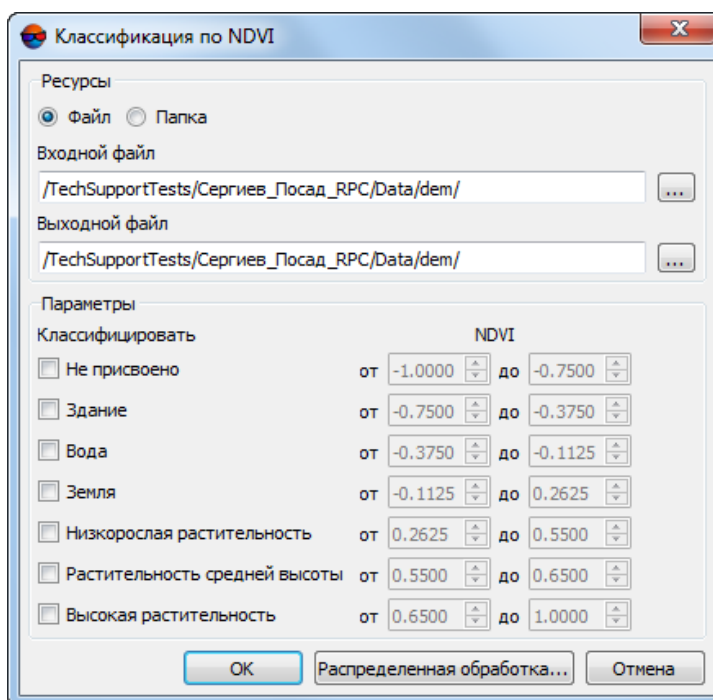 Классификация по NDVI
Ресурсы
Файл Папка
Входной файл
/TechSupportTests/Сергиев_Посад_RPC/Data/dem/ ...
Выходной файл
/TechSupportTests/Сергиев_Посад_RPC/Data/dem/ ...
Параметры
Классифицировать NDVI
Не присвоено от -1.0000 до -0.7500
Здание от -0.7500 до -0.3750
Вода от -0.3750 до -0.1125
Земля от -0.1125 до 0.2625
Низкорослая растительность от 0.2625 до 0.5500
Растительность средней высоты от 0.5500 до 0.6500
Высокая растительность от 0.6500 до 1.0000
OK Распределенная обработка... Отмена